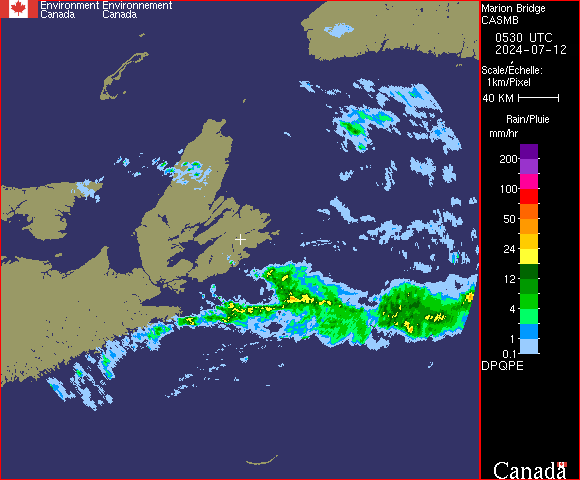 Environment Environnement
Canada Canada
Marion Bridge
CASMB
0530 UTC
2024-07-12
Scale/Échelle:
1km/Pixel
40 KM
Rain/Pluie
mm/hr
200
100
50
24
12
4
1
0.1
DPQPE
Canada